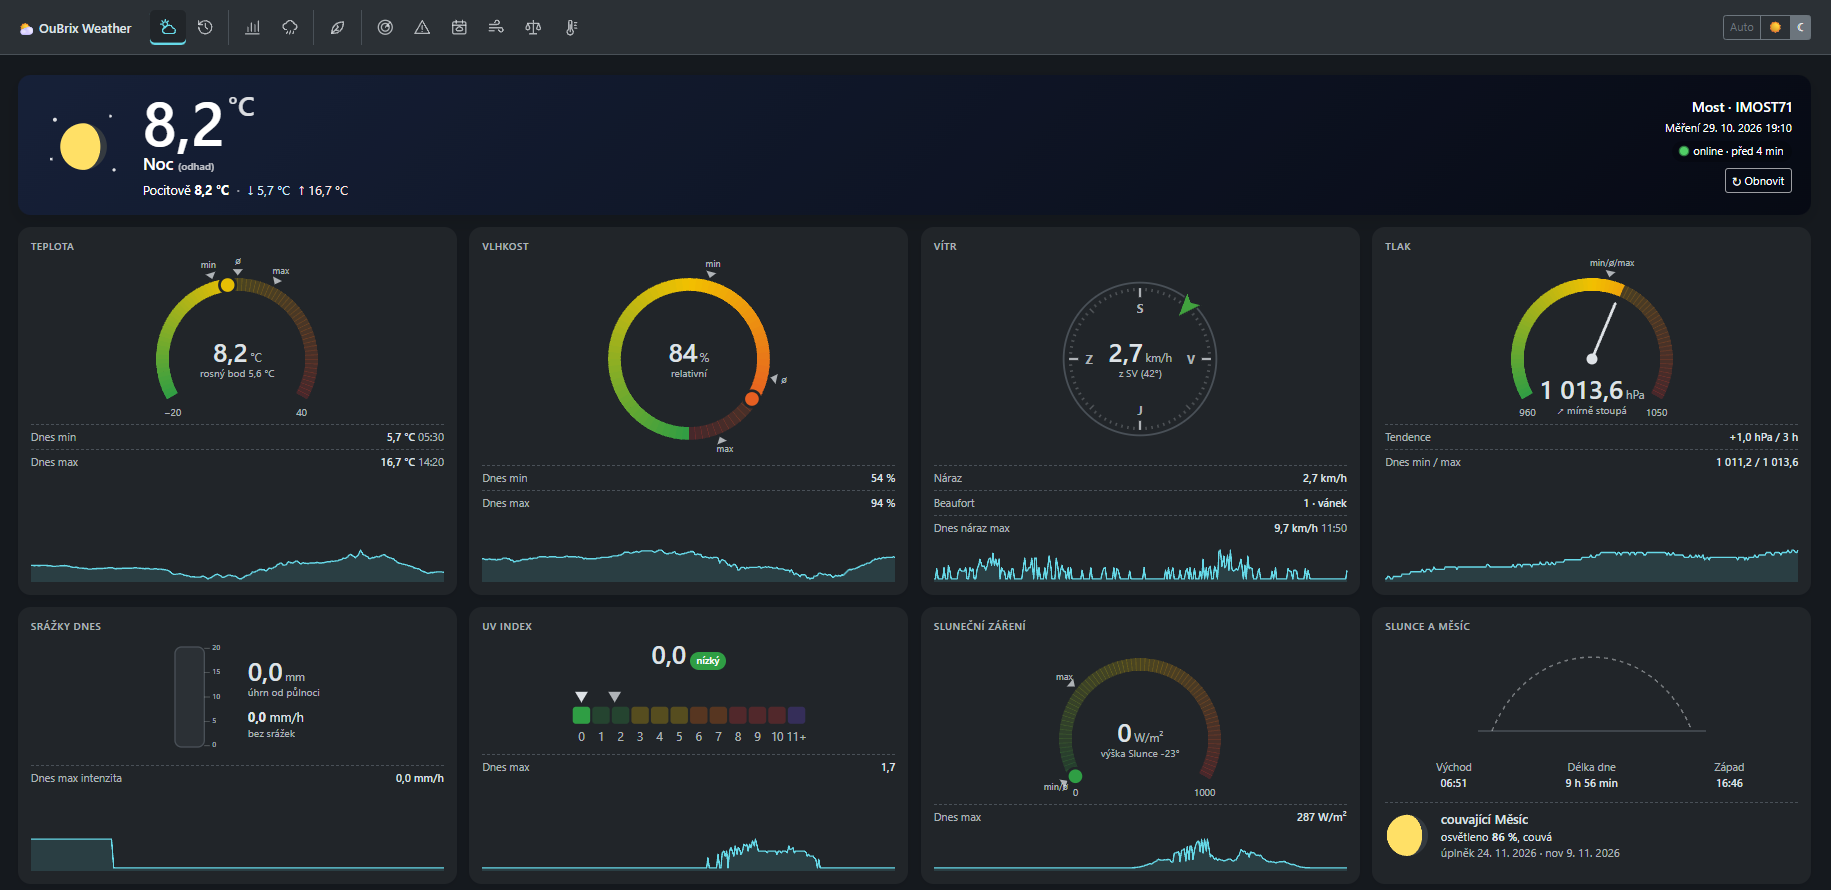 OuBrix Weather
Auto
8,2 °C
Noc (odhad)
Pocitově 8,2 °C · ↓ 5,7 °C ↑ 16,7 °C
Most · IMOST71
Měření 29. 10. 2026 19:10
online · před 4 min
↻ Obnovit
TEPLOTA
min ø max
8,2 °C
rosný bod 5,6 °C
−20 40
Dnes min 5,7 °C 05:30
Dnes max 16,7 °C 14:20
VLHKOST
min
84 %
relativní
ø
max
Dnes min 54 %
Dnes max 94 %
VÍTR
S
Z 2,7 km/h V
z SV (42°)
J
Náraz 2,7 km/h
Beaufort 1 · vánek
Dnes náraz max 9,7 km/h 11:50
TLAK
min/ø/max
1 013,6 hPa
960 ↗ mírně stoupá 1050
Tendence +1,0 hPa / 3 h
Dnes min / max 1 011,2 / 1 013,6
SRÁŽKY DNES
20
15
10
5
0
0,0 mm
úhrn od půlnoci
0,0 mm/h
bez srážek
Dnes max intenzita 0,0 mm/h
UV INDEX
0,0 nízký
0 1 2 3 4 5 6 7 8 9 10 11+
Dnes max 1,7
SLUNEČNÍ ZÁŘENÍ
max
0 W/m²
výška Slunce -23°
min/ø 0 1000
Dnes max 287 W/m²
SLUNCE A MĚSÍC
Východ Délka dne Západ
06:51 9 h 56 min 16:46
couvající Měsíc
osvětleno 86 %, couvá
úplněk 24. 11. 2026 · nov 9. 11. 2026